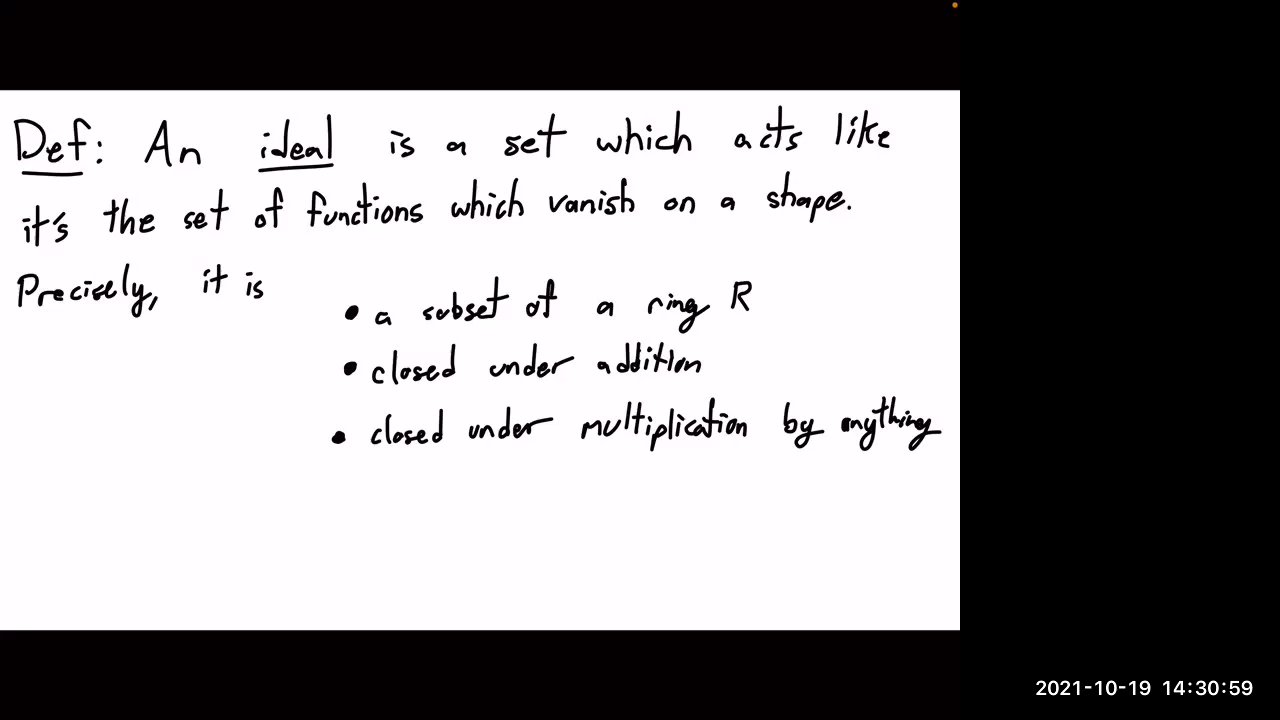 Def: An ideal is a set which acts like
it's the set of functions which vanish on a shape.
Precisely, it is
• a subset of a ring R
• closed under addition
• closed under multiplication by anything
2021-10-19 14:30:59